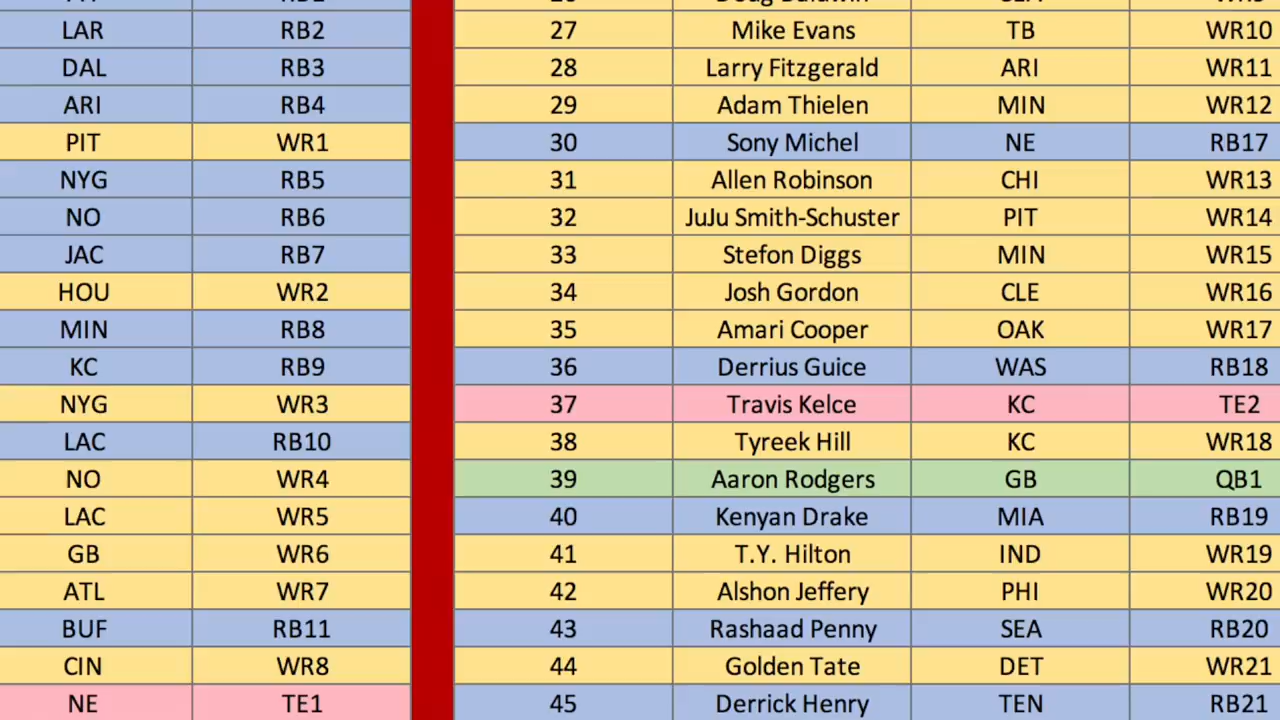 LAR RB2 27 Mike Evans TB WR10
DAL RB3 28 Larry Fitzgerald ARI WR11
ARI RB4 29 Adam Thielen MIN WR12
PIT WR1 30 Sony Michel NE RB17
NYG RB5 31 Allen Robinson CHI WR13
NO RB6 32 JuJu Smith-Schuster PIT WR14
JAC RB7 33 Stefon Diggs MIN WR15
HOU WR2 34 Josh Gordon CLE WR16
MIN RB8 35 Amari Cooper OAK WR17
KC RB9 36 Derrius Guice WAS RB18
NYG WR3 37 Travis Kelce KC TE2
LAC RB10 38 Tyreek Hill KC WR18
NO WR4 39 Aaron Rodgers GB QB1
LAC WR5 40 Kenyan Drake MIA RB19
GB WR6 41 T.Y. Hilton IND WR19
ATL WR7 42 Alshon Jeffery PHI WR20
BUF RB11 43 Rashaad Penny SEA RB20
CIN WR8 44 Golden Tate DET WR21
NE TE1 45 Derrick Henry TEN RB21